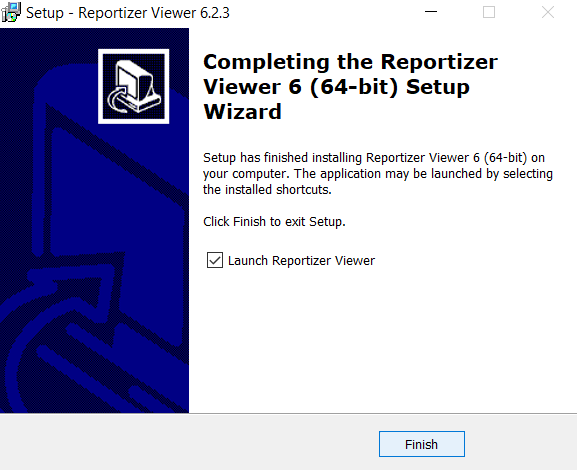 Setup - Reportizer Viewer 6.2.3
Completing the Reportizer
Viewer 6 (64-bit) Setup
Wizard
Setup has finished installing Reportizer Viewer 6 (64-bit) on
your computer. The application may be launched by selecting
the installed shortcuts.
Click Finish to exit Setup.
Launch Reportizer Viewer
Finish